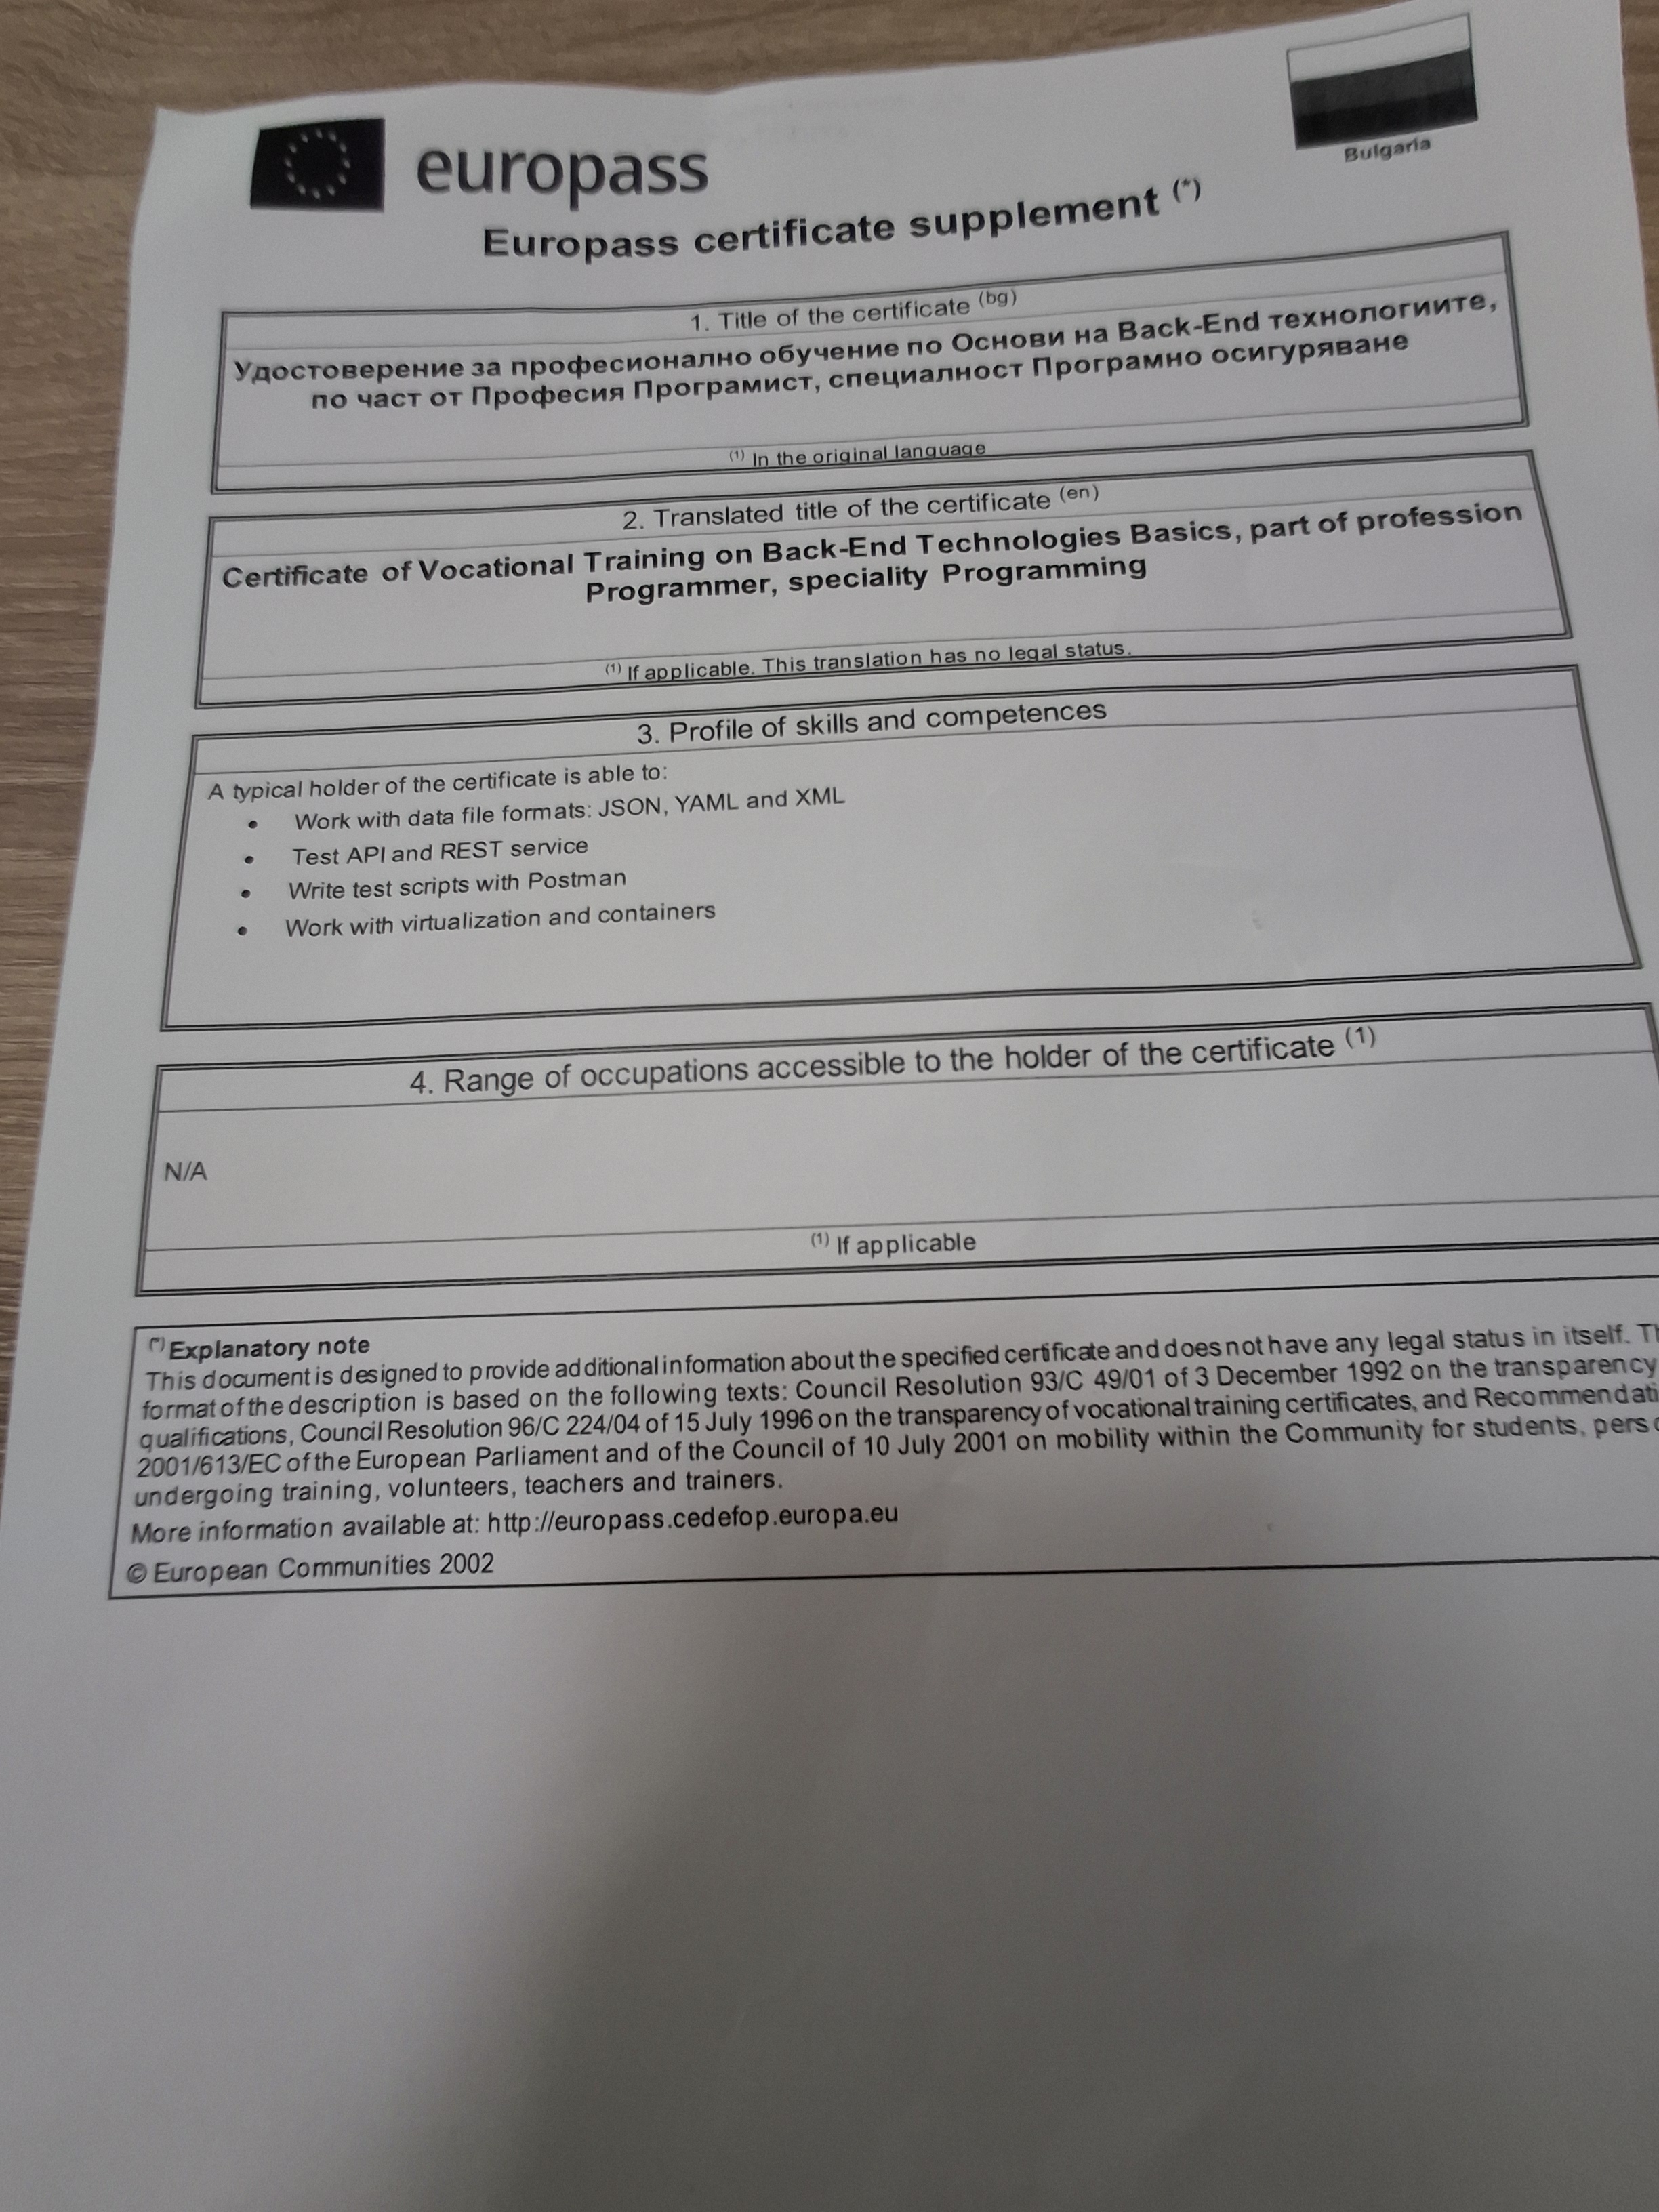 europass
Bulgaria
Europass certificate supplement (*)
1. Title of the certificate (bg)
Удостоверение за професионално обучение по Основи на Back-End технологиите,
по част от Професия Програмист, специалност Програмно осигуряване
(1) In the original language
2. Translated title of the certificate (en)
Certificate of Vocational Training on Back-End Technologies Basics, part of profession
Programmer, speciality Programming
(1) If applicable. This translation has no legal status.
3. Profile of skills and competences
A typical holder of the certificate is able to:
• Work with data file formats: JSON, YAML and XML
• Test API and REST service
• Write test scripts with Postman
• Work with virtualization and containers
4. Range of occupations accessible to the holder of the certificate (1)
N/A
(1) If applicable
(*) Explanatory note
This document is designed to provide additional information about the specified certificate and does not have any legal status in itself.
format of the description is based on the following texts: Council Resolution 93/C 49/01 of 3 December 1992 on the transparency
qualifications, Council Resolution 96/C 224/04 of 15 July 1996 on the transparency of vocational training certificates, and
2001/613/EC of the European Parliament and of the Council of 10 July 2001 on mobility within the Community for students,
undergoing training, volunteers, teachers and trainers.
More information available at: http://europass.cedefop.europa.eu
© European Communities 2002